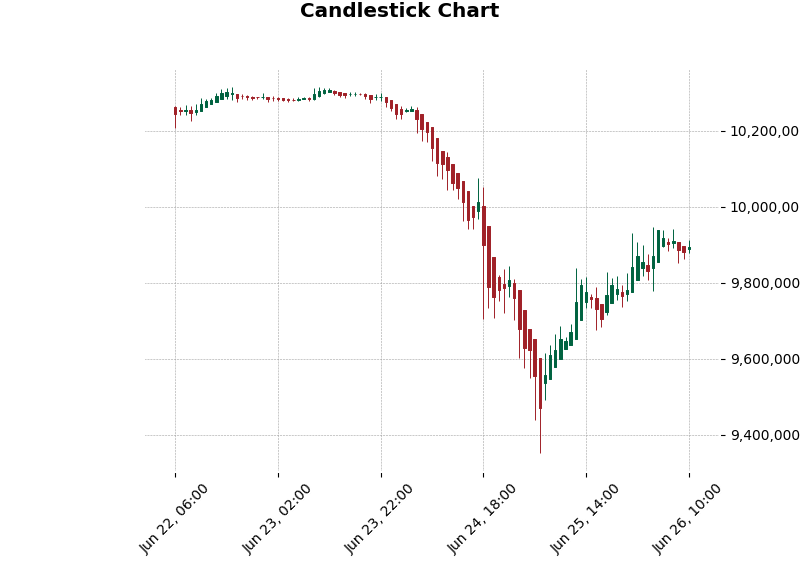 Candlestick Chart
10,200,00
10,000,00
9,800,000
9,600,000
9,400,000
Jun 22, 06:00
Jun 23, 02:00
Jun 23, 22:00
Jun 24, 18:00
Jun 25, 14:00
Jun 26, 10:00